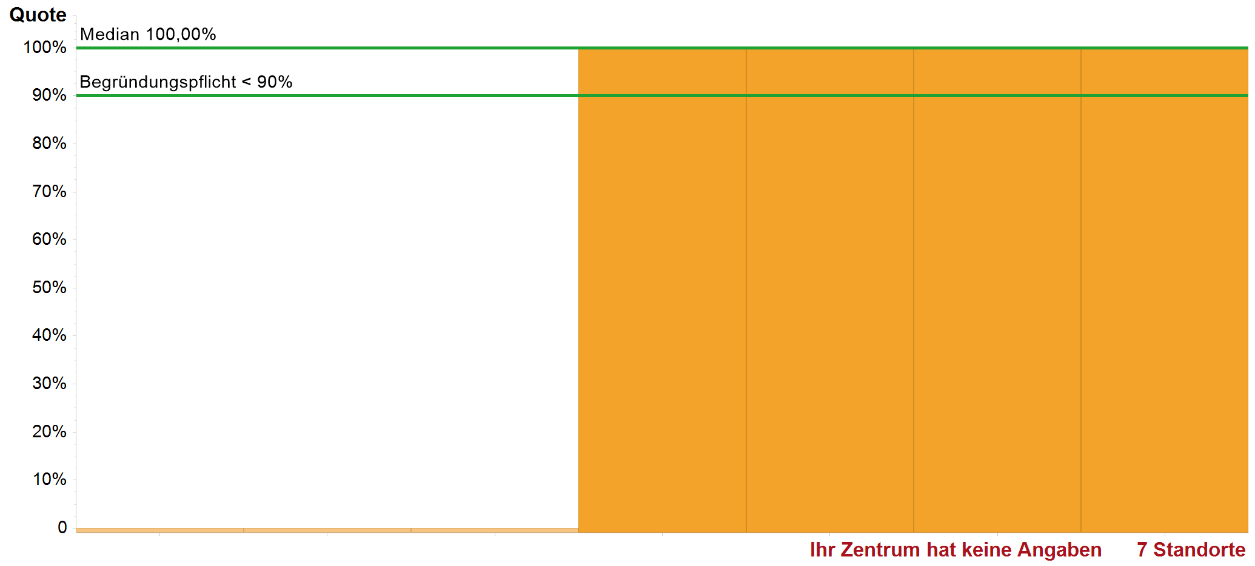 Quote
Median 100,00%
100%
Begründungspflicht < 90%
90%
80%
70%
60%
50%
40%
30%
20%
10%
0
Ihr Zentrum hat keine Angaben 7 Standorte